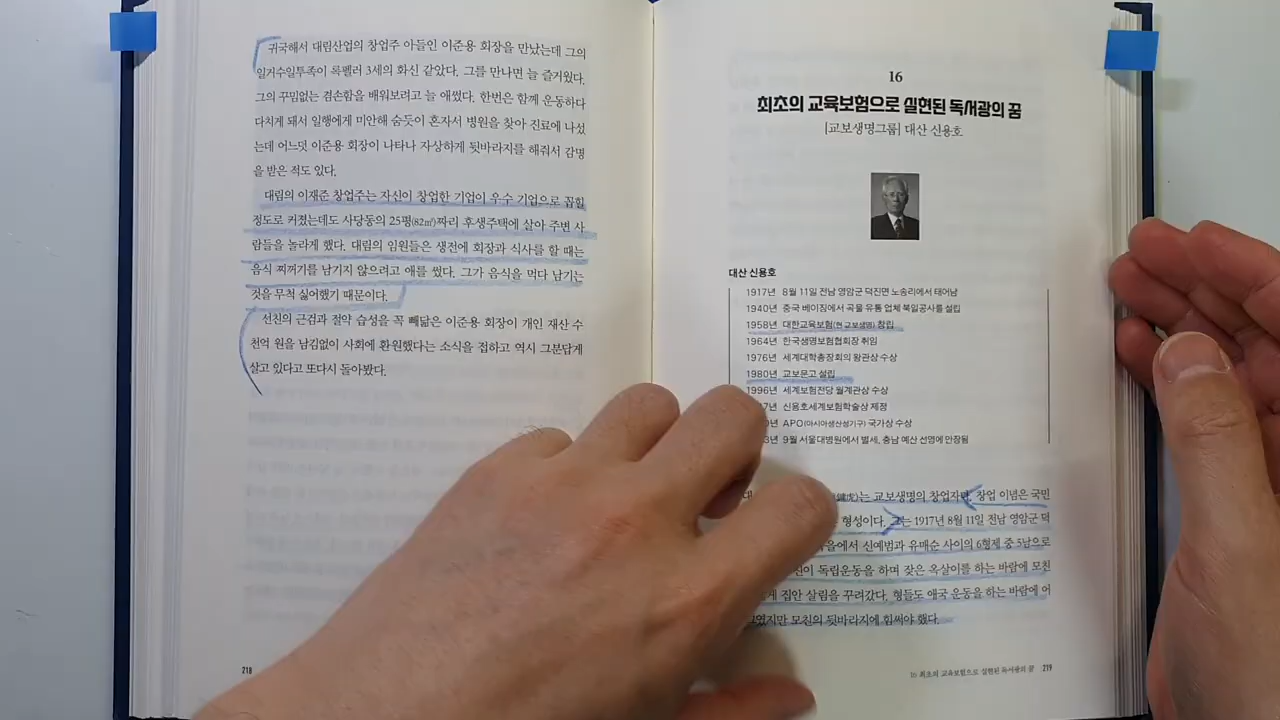 귀국해서 대림산업의 창업주 아들인 이준용 회장을 만났는데 그의
일거수일투족이 록펠러 3세의 화신 같았다. 그를 만나면 늘 즐거웠다.
그의 꾸밈없는 겸손함을 배워보려고 늘 애썼다. 한번은 함께 운동하다
다치게 돼서 일행에게 미안해 숨듯이 혼자서 병원을 찾아 진료에 나섰
는데 어느덧 이준용 회장이 나타나 자상하게 뒷바라지를 해줘서 감명
을 받은 적도 있다.
대림의 이재준 창업주는 자신이 창업한 기업이 우수 기업으로 꼽힐
정도로 커졌는데도 사당동의 25평(82㎡)짜리 후생주택에 살아 주변 사
람들을 놀라게 했다. 대림의 임원들은 생전에 회장과 식사를 할 때는
음식 찌꺼기를 남기지 않으려고 애를 썼다. 그가 음식을 먹다 남기는
것을 무척 싫어했기 때문이다.
선친의 근검과 절약 습성을 꼭 빼닮은 이준용 회장이 개인 재산 수
천억 원을 남김없이 사회에 환원했다는 소식을 접하고 역시 그분답게
살고 있다고 또다시 돌아봤다.
218
16
최초의 교육보험으로 실현된 독서광의 꿈
|교보생명그룹| 대산 신용호
대산 신용호
1917년 8월 11일 전남 영암군 덕진면 노송리에서 태어남
1940년 중국 베이징에서 곡물 유통 업체 북일공사를 설립
1958년 대한교육보험(현 교보생명) 창립
1964년 한국생명보험협회장 취임
1976년 세계대학총장회의 왕관상 수상
1980년 교보문고 설립
1996년 세계보험전당 월계관상 수상
7년 신용호세계보험학술상 제정
년 APO(아시아생산성기구) 국가상 수상
3년 9월 서울대병원에서 별세, 충남 예산 선영에 안장됨
는 교보생명의 창업자다. 창업 이념은 국민
형성이다. 그는 1917년 8월 11일 전남 영암군 덕
에서 신예범과 유매순 사이의 6형제 중 5남으로
독립운동을 하며 잦은 옥살이를 하는 바람에 모친
집안 살림을 꾸려갔다. 형들도 애국 운동을 하는 바람에 어
모친의 뒷바라지에 힘써야 했다.
16 최초의 교육보험으로 실현된 독서광의 꿈 219